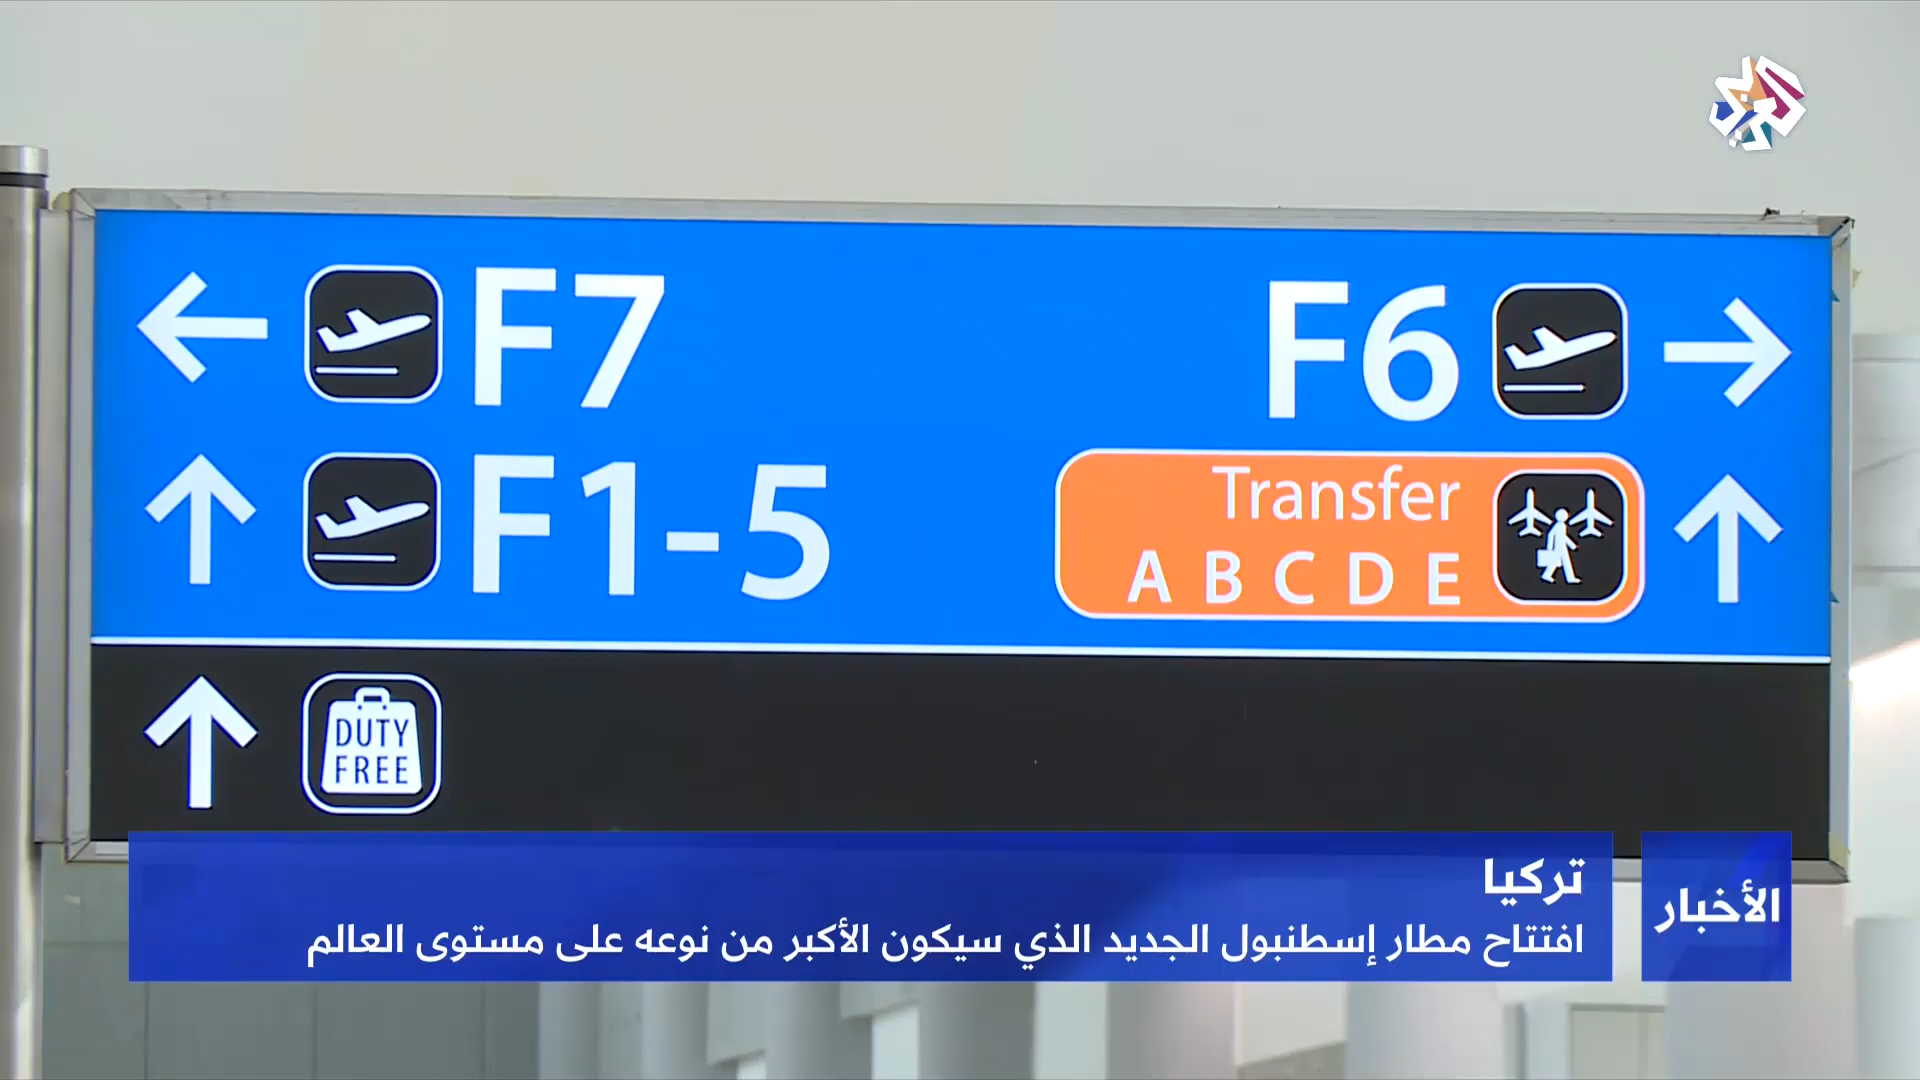 F7
F6
F1-5
Transfer
A B C D E
DUTY
FREE
تركيا
افتتاح مطار إسطنبول الجديد الذي سيكون الأكبر من نوعه على مستوى العالم
الأخبار